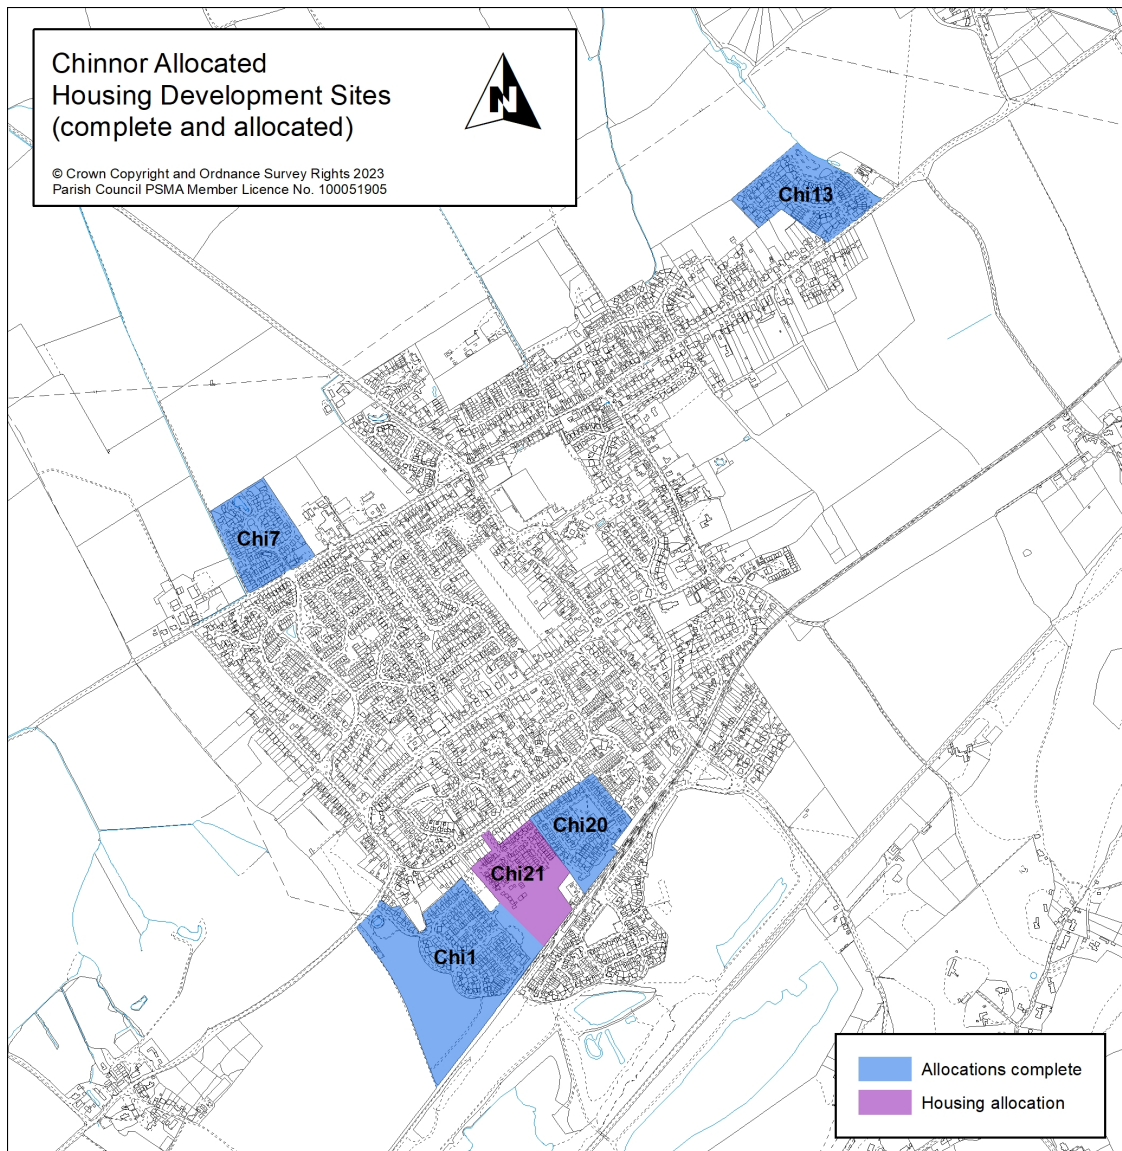 Chinnor Allocated
Housing Development Sites
(complete and allocated)
N
© Crown Copyright and Ordnance Survey Rights 2023
Parish Council PSMA Member Licence No. 100051905
Chi13
Chi7
Chi20
Chi21
Chi1
Allocations complete
Housing allocation